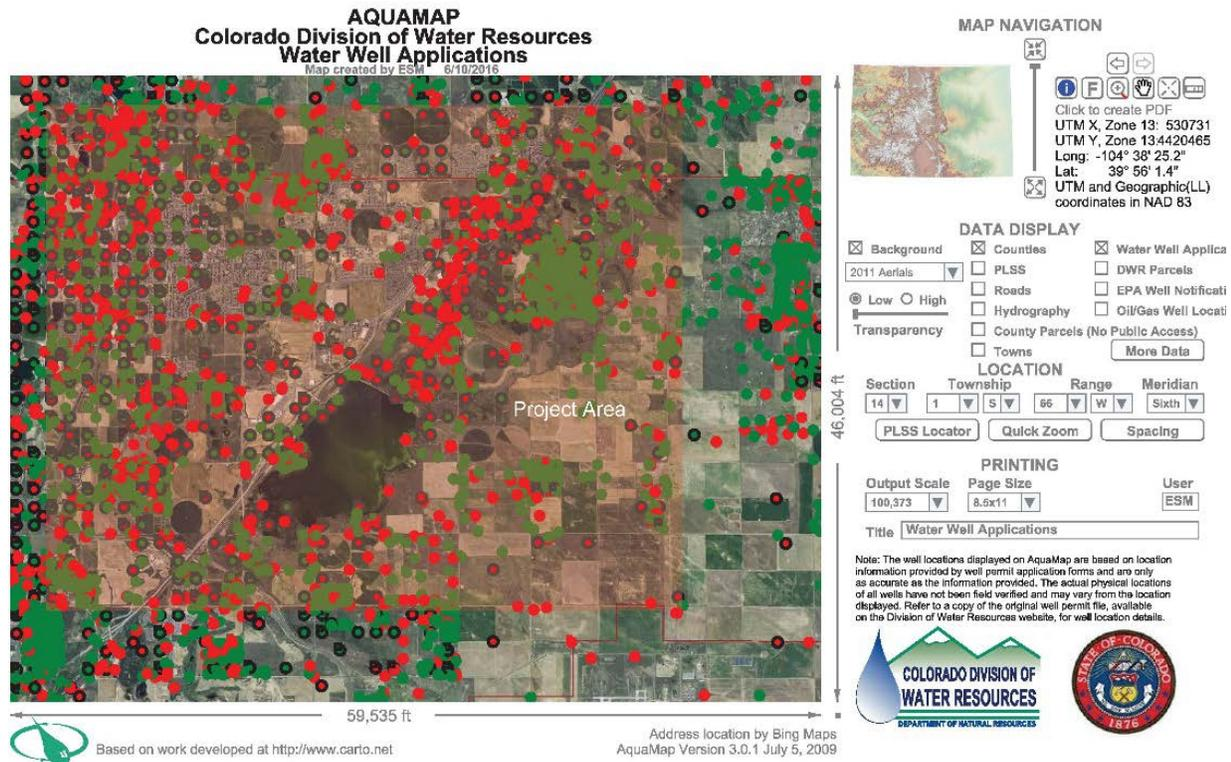 AQUAMAP
Colorado Division of Water Resources
Water Well Applications
Map created by ESM 6/10/2016
Project Area
46,004 ft
59,535 ft
Based on work developed at http://www.carto.net
Address location by Bing Maps
AquaMap Version 3.0.1 July 5, 2009
MAP NAVIGATION
i F
Click to create PDF
UTM X, Zone 13: 530731
UTM Y, Zone 13:4420465
Long: -104° 38' 25.2"
Lat: 39° 56' 1.4"
UTM and Geographic(LL)
coordinates in NAD 83
DATA DISPLAY
Background Counties Water Well Applica
2011 Aerials PLSS DWR Parcels
Roads EPA Well Notificati
Low High Hydrography Oil/Gas Well Locati
Transparency County Parcels (No Public Access)
Towns More Data
LOCATION
Section Township Range Meridian
14 1 S 66 W Sixth
PLSS Locator Quick Zoom Spacing
PRINTING
Output Scale Page Size User
100,373 8.5x11 ESM
Title Water Well Applications
Note: The well locations displayed on AquaMap are based on location
information provided by well permit application forms and are only
as accurate as the information provided. The actual physical locations
of all wells have not been field verified and may vary from the location
displayed. Refer to a copy of the original well permit file, available
on the Division of Water Resources website, for well location details.
COLORADO DIVISION OF
WATER RESOURCES
DEPARTMENT OF NATURAL RESOURCES
STATE OF COLORADO
1876